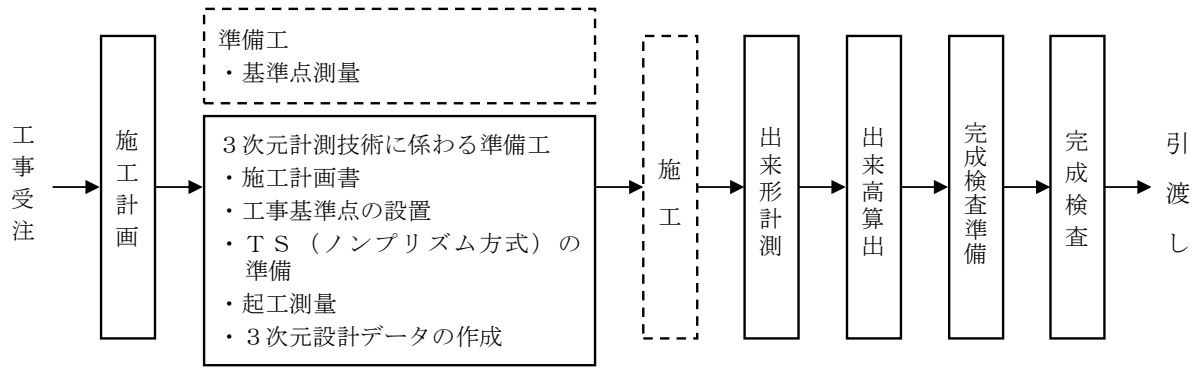 工事受注
施工計画
準備工
・基準点測量
３次元計測技術に係わる準備工
・施工計画書
・工事基準点の設置
・ＴＳ（ノンプリズム方式）の
準備
・起工測量
・３次元設計データの作成
施工
出来形計測
出来高算出
完成検査準備
完成検査
引渡し